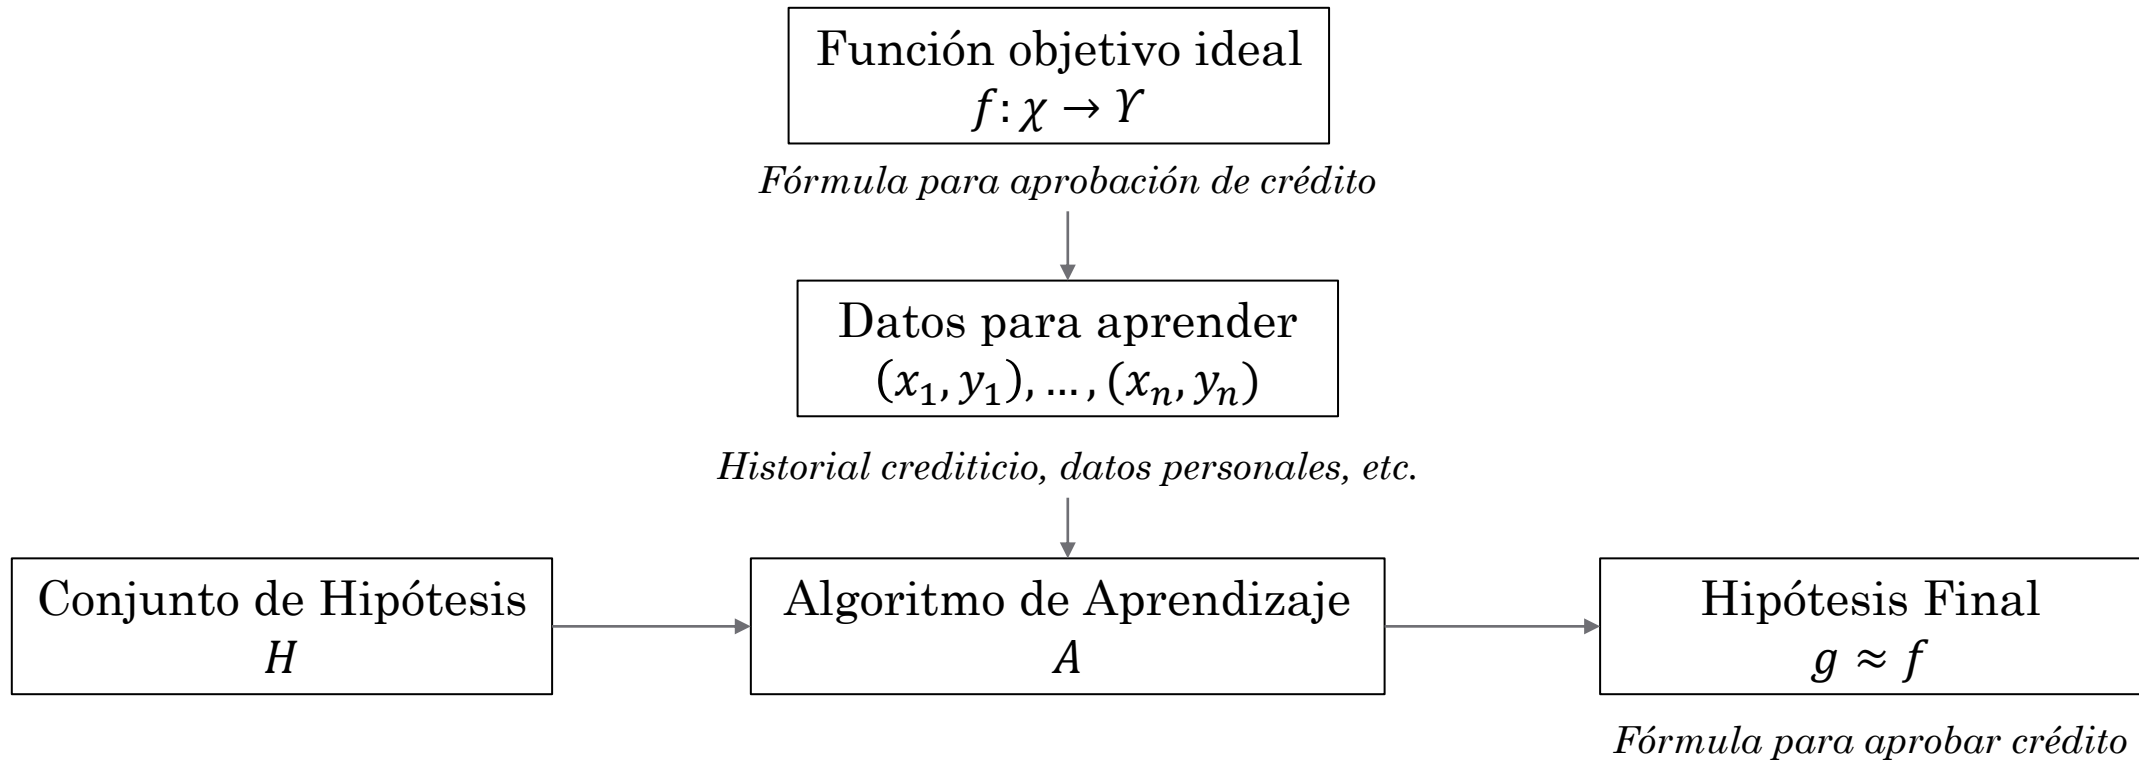 Función objetivo ideal
f: χ → ϒ
Fórmula para aprobación de crédito
Datos para aprender
(x₁, y₁), … , (xₙ, yₙ)
Historial crediticio, datos personales, etc.
Conjunto de Hipótesis
H
Algoritmo de Aprendizaje
A
Hipótesis Final
g ≈ f
Fórmula para aprobar crédito